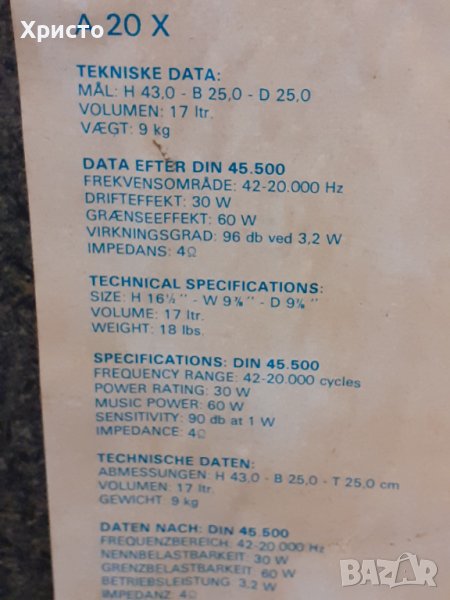 Христо
A 20 X
TEKNISKE DATA:
MÅL: H 43,0 - B 25,0 - D 25,0
VOLUMEN: 17 ltr.
VÆGT: 9 kg
DATA EFTER DIN 45.500
FREKVENSOMRÅDE: 42-20.000 Hz
DRIFTEFFEKT: 30 W
GRÆNSEEFFEKT: 60 W
VIRKNINGSGRAD: 96 db ved 3,2 W
IMPEDANS: 4Ω
TECHNICAL SPECIFICATIONS:
SIZE: H 16½" - W 9⅞" - D 9⅞"
VOLUME: 17 ltr.
WEIGHT: 18 lbs.
SPECIFICATIONS: DIN 45.500
FREQUENCY RANGE: 42-20.000 cycles
POWER RATING: 30 W
MUSIC POWER: 60 W
SENSITIVITY: 90 db at 1 W
IMPEDANCE: 4Ω
TECHNISCHE DATEN:
ABMESSUNGEN: H 43,0 - B 25,0 - T 25,0 cm
VOLUMEN: 17 ltr.
GEWICHT: 9 kg
DATEN NACH: DIN 45.500
FREQUENZBEREICH: 42-20.000 Hz
NENNBELASTBARKEIT: 30 W
GRENZBELASTBARKEIT: 60 W
BETRIEBSLEISTUNG: 3,2 W
IMPEDANZ: 4 Ω
BAZAR.bg